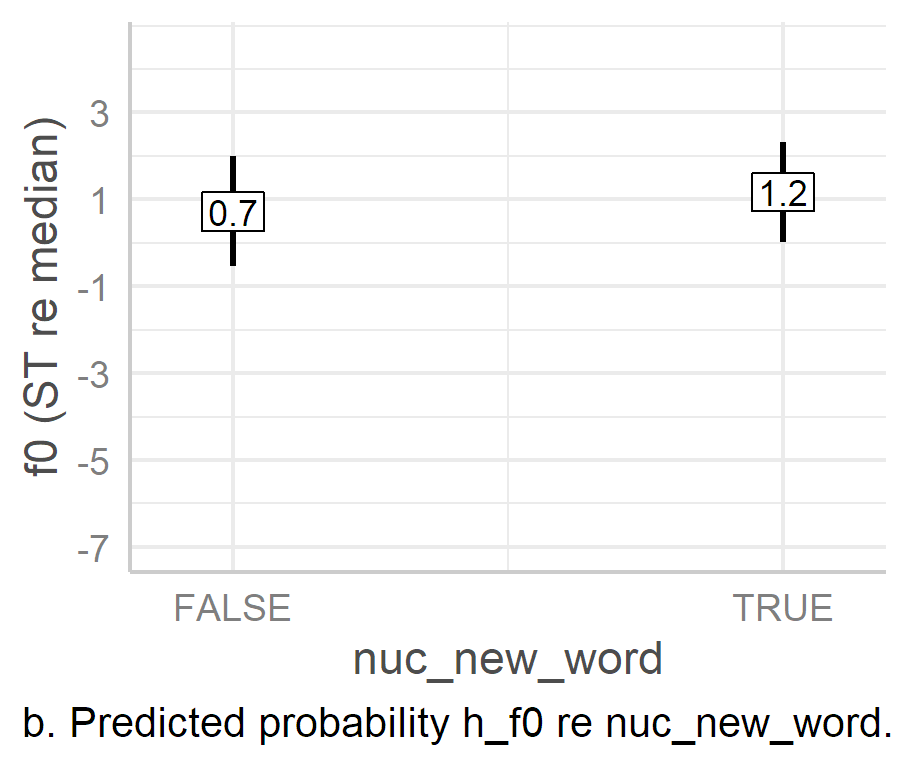 f0 (ST re median)
3
1
-1
-3
-5
-7
0.7
1.2
FALSE
TRUE
nuc_new_word
b. Predicted probability h_f0 re nuc_new_word.